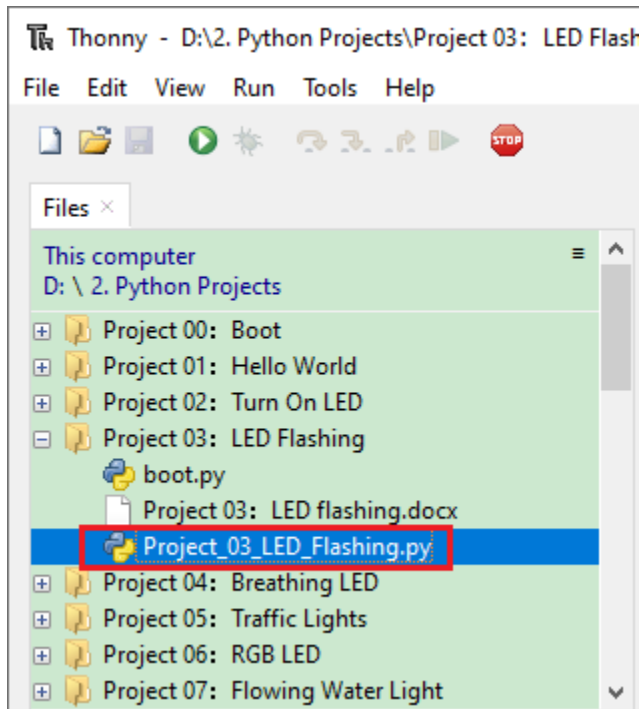 Thonny - D:\2. Python Projects\Project 03: LED Flash
File Edit View Run Tools Help
STOP
Files ×
This computer
D: \ 2. Python Projects
Project 00: Boot
Project 01: Hello World
Project 02: Turn On LED
Project 03: LED Flashing
boot.py
Project 03: LED flashing.docx
Project_03_LED_Flashing.py
Project 04: Breathing LED
Project 05: Traffic Lights
Project 06: RGB LED
Project 07: Flowing Water Light